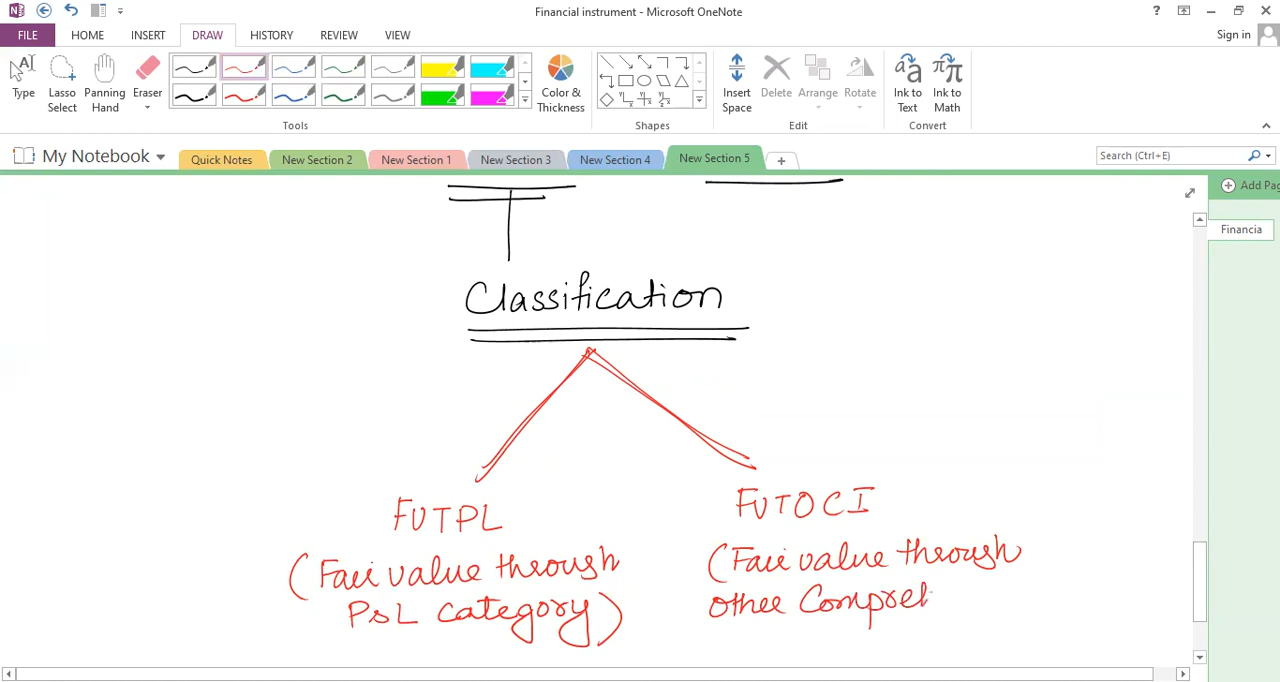 Financial instrument - Microsoft OneNote
Sign in
FILE HOME INSERT DRAW HISTORY REVIEW VIEW
Type Lasso Select Panning Hand Eraser Color & Thickness Insert Space Delete Arrange Rotate Ink to Text Ink to Math
Tools Shapes Edit Convert
My Notebook Quick Notes New Section 2 New Section 1 New Section 3 New Section 4 New Section 5 Search (Ctrl+E)
Add Pag
Financia
Classification
FVTPL FVTOCI
(Fair value through (Fair value through
P&L category) other Compreh